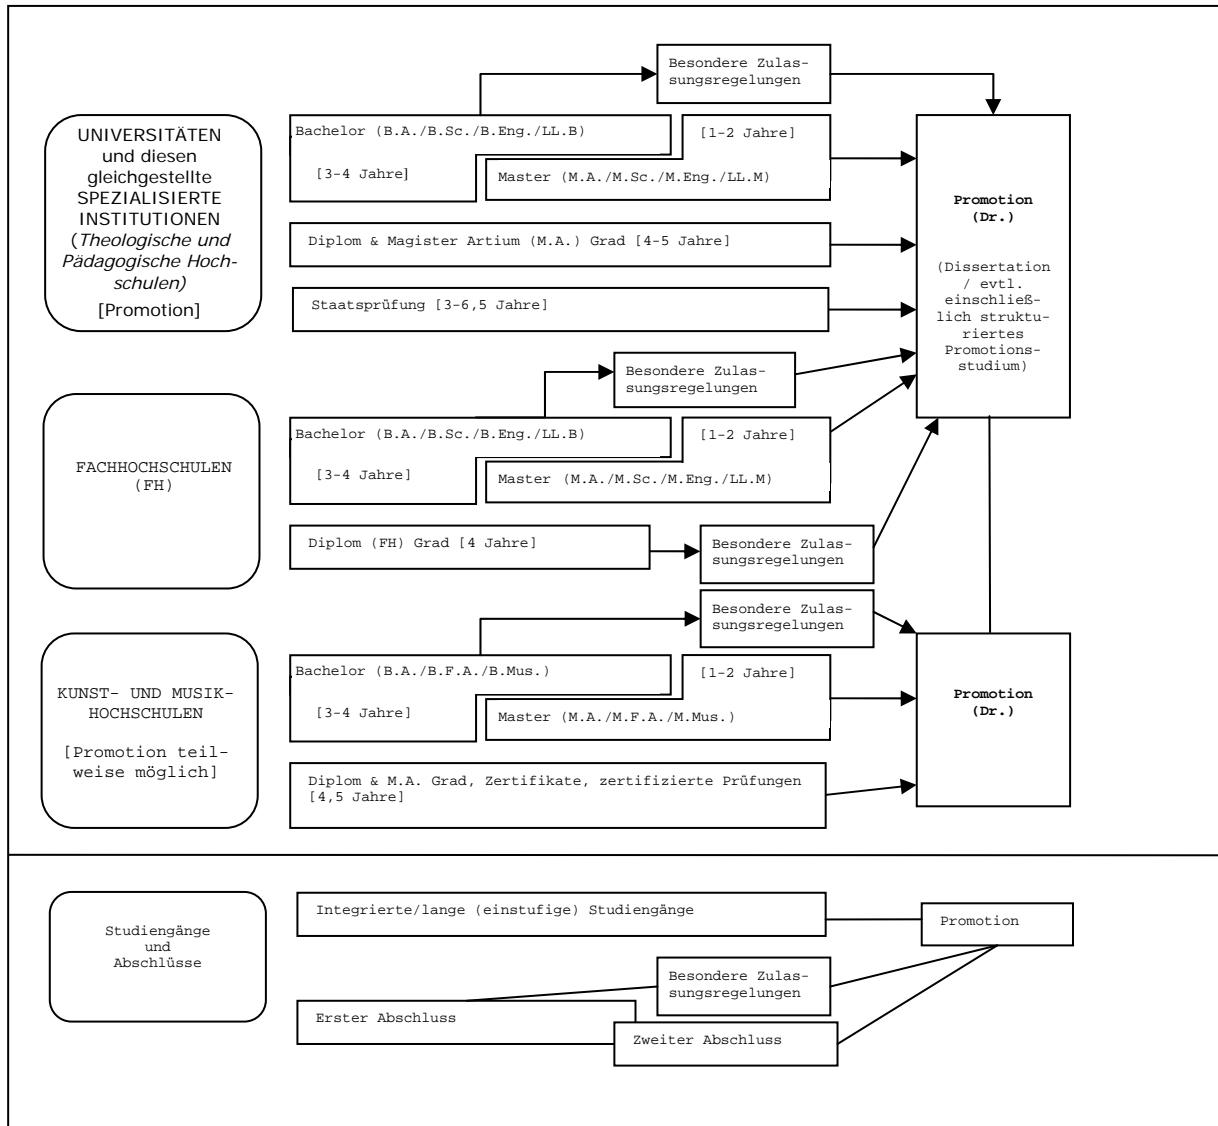 Besondere Zulas-
sungsregelungen
UNIVERSITÄTEN
und diesen
gleichgestellte
SPEZIALISIERTE
INSTITUTIONEN
(Theologische und
Pädagogische Hoch-
schulen)
[Promotion]
Bachelor (B.A./B.Sc./B.Eng./LL.B)
[3-4 Jahre]
[1-2 Jahre]
Master (M.A./M.Sc./M.Eng./LL.M)
Diplom & Magister Artium (M.A.) Grad [4-5 Jahre]
Staatsprüfung [3-6,5 Jahre]
Promotion
(Dr.)
(Dissertation
/ evtl.
einschließ-
lich struktu-
riertes
Promotions-
studium)
Besondere Zulas-
sungsregelungen
FACHHOCHSCHULEN
(FH)
Bachelor (B.A./B.Sc./B.Eng./LL.B)
[3-4 Jahre]
[1-2 Jahre]
Master (M.A./M.Sc./M.Eng./LL.M)
Diplom (FH) Grad [4 Jahre]
Besondere Zulas-
sungsregelungen
Besondere Zulas-
sungsregelungen
KUNST- UND MUSIK-
HOCHSCHULEN
[Promotion teil-
weise möglich]
Bachelor (B.A./B.F.A./B.Mus.)
[3-4 Jahre]
[1-2 Jahre]
Master (M.A./M.F.A./M.Mus.)
Diplom & M.A. Grad, Zertifikate, zertifizierte Prüfungen
[4,5 Jahre]
Promotion
(Dr.)
Studiengänge
und
Abschlüsse
Integrierte/lange (einstufige) Studiengänge
Promotion
Besondere Zulas-
sungsregelungen
Erster Abschluss
Zweiter Abschluss